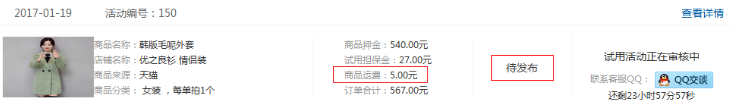 2017-01-19 活动编号：150 查看详情
商品名称：韩版毛呢外套
店铺名称：优之良衫 情侣装
商品来源：天猫
商品分类： 女装 ，每单拍1个
商品押金：540.00元
试用担保金：27.00元
商品运费：5.00元
订单合计：567.00元
待发布
试用活动正在审核中
联系客服QQ： QQ交谈
还剩23小时57分57秒